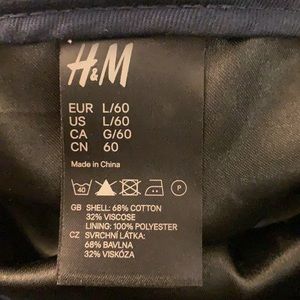 H&M
EUR L/60
US L/60
CA G/60
CN 60
Made in China
40 P
GB SHELL: 68% COTTON
32% VISCOSE
LINING: 100% POLYESTER
CZ SVRCHNÍ LÁTKA:
68% BAVLNA
32% VISKÓZA